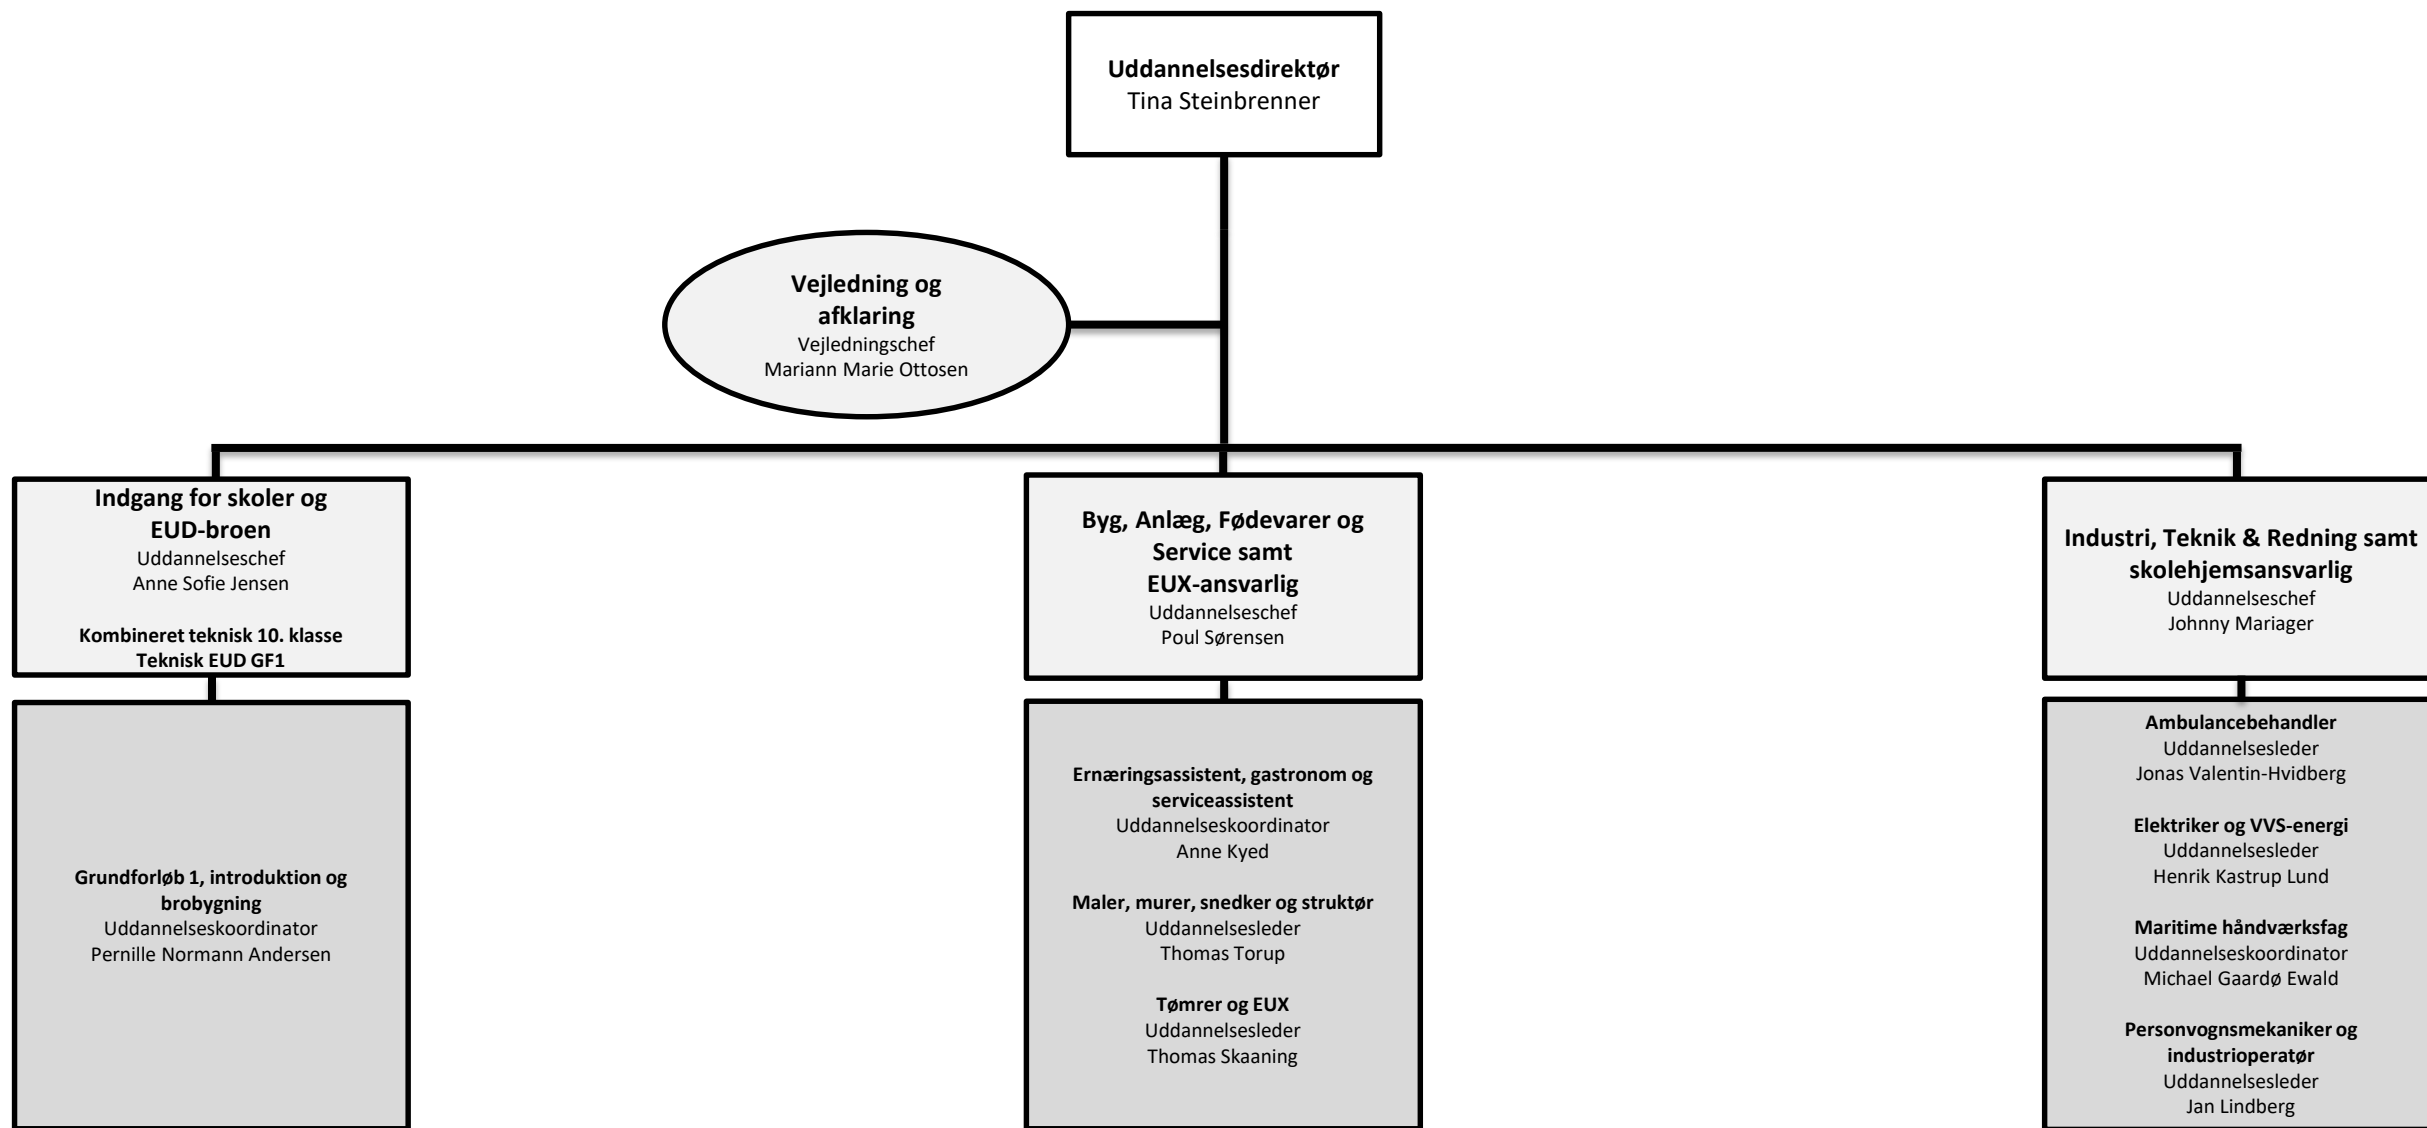 Uddannelsesdirektør
Tina Steinbrenner
Vejledning og
afklaring
Vejledningschef
Mariann Marie Ottosen
Indgang for skoler og
EUD-broen
Uddannelseschef
Anne Sofie Jensen
Kombineret teknisk 10. klasse
Teknisk EUD GF1
Byg, Anlæg, Fødevarer og
Service samt
EUX-ansvarlig
Uddannelseschef
Poul Sørensen
Industri, Teknik & Redning samt
skolehjemsansvarlig
Uddannelseschef
Johnny Mariager
Grundforløb 1, introduktion og
brobygning
Uddannelseskoordinator
Pernille Normann Andersen
Ernæringsassistent, gastronom og
serviceassistent
Uddannelseskoordinator
Anne Kyed
Maler, murer, snedker og struktør
Uddannelsesleder
Thomas Torup
Tømrer og EUX
Uddannelsesleder
Thomas Skaaning
Ambulancebehandler
Uddannelsesleder
Jonas Valentin-Hvidberg
Elektriker og VVS-energi
Uddannelsesleder
Henrik Kastrup Lund
Maritime håndværksfag
Uddannelseskoordinator
Michael Gaardø Ewald
Personvognsmekaniker og
industrioperatør
Uddannelsesleder
Jan Lindberg